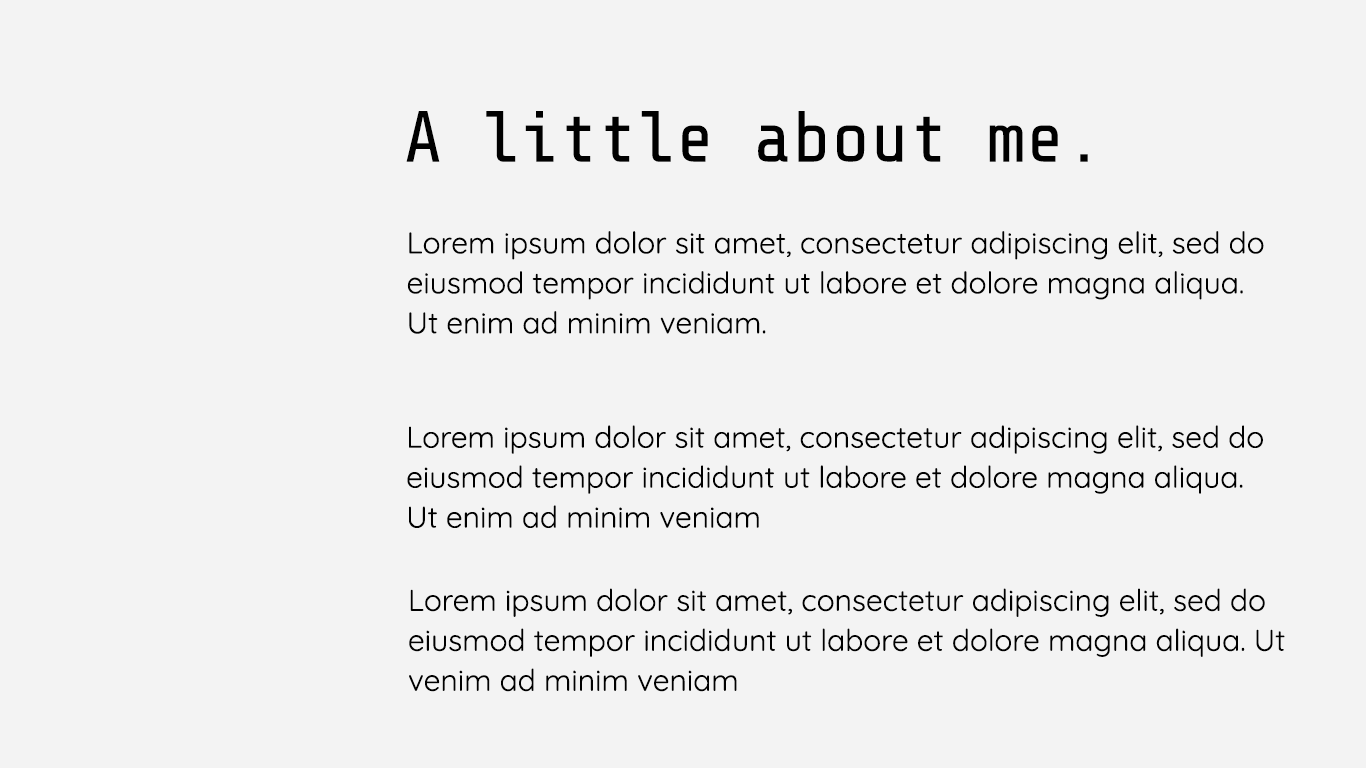 A little about me.
Lorem ipsum dolor sit amet, consectetur adipiscing elit, sed do
eiusmod tempor incididunt ut labore et dolore magna aliqua.
Ut enim ad minim veniam.
Lorem ipsum dolor sit amet, consectetur adipiscing elit, sed do
eiusmod tempor incididunt ut labore et dolore magna aliqua.
Ut enim ad minim veniam
Lorem ipsum dolor sit amet, consectetur adipiscing elit, sed do
eiusmod tempor incididunt ut labore et dolore magna aliqua. Ut
venim ad minim veniam